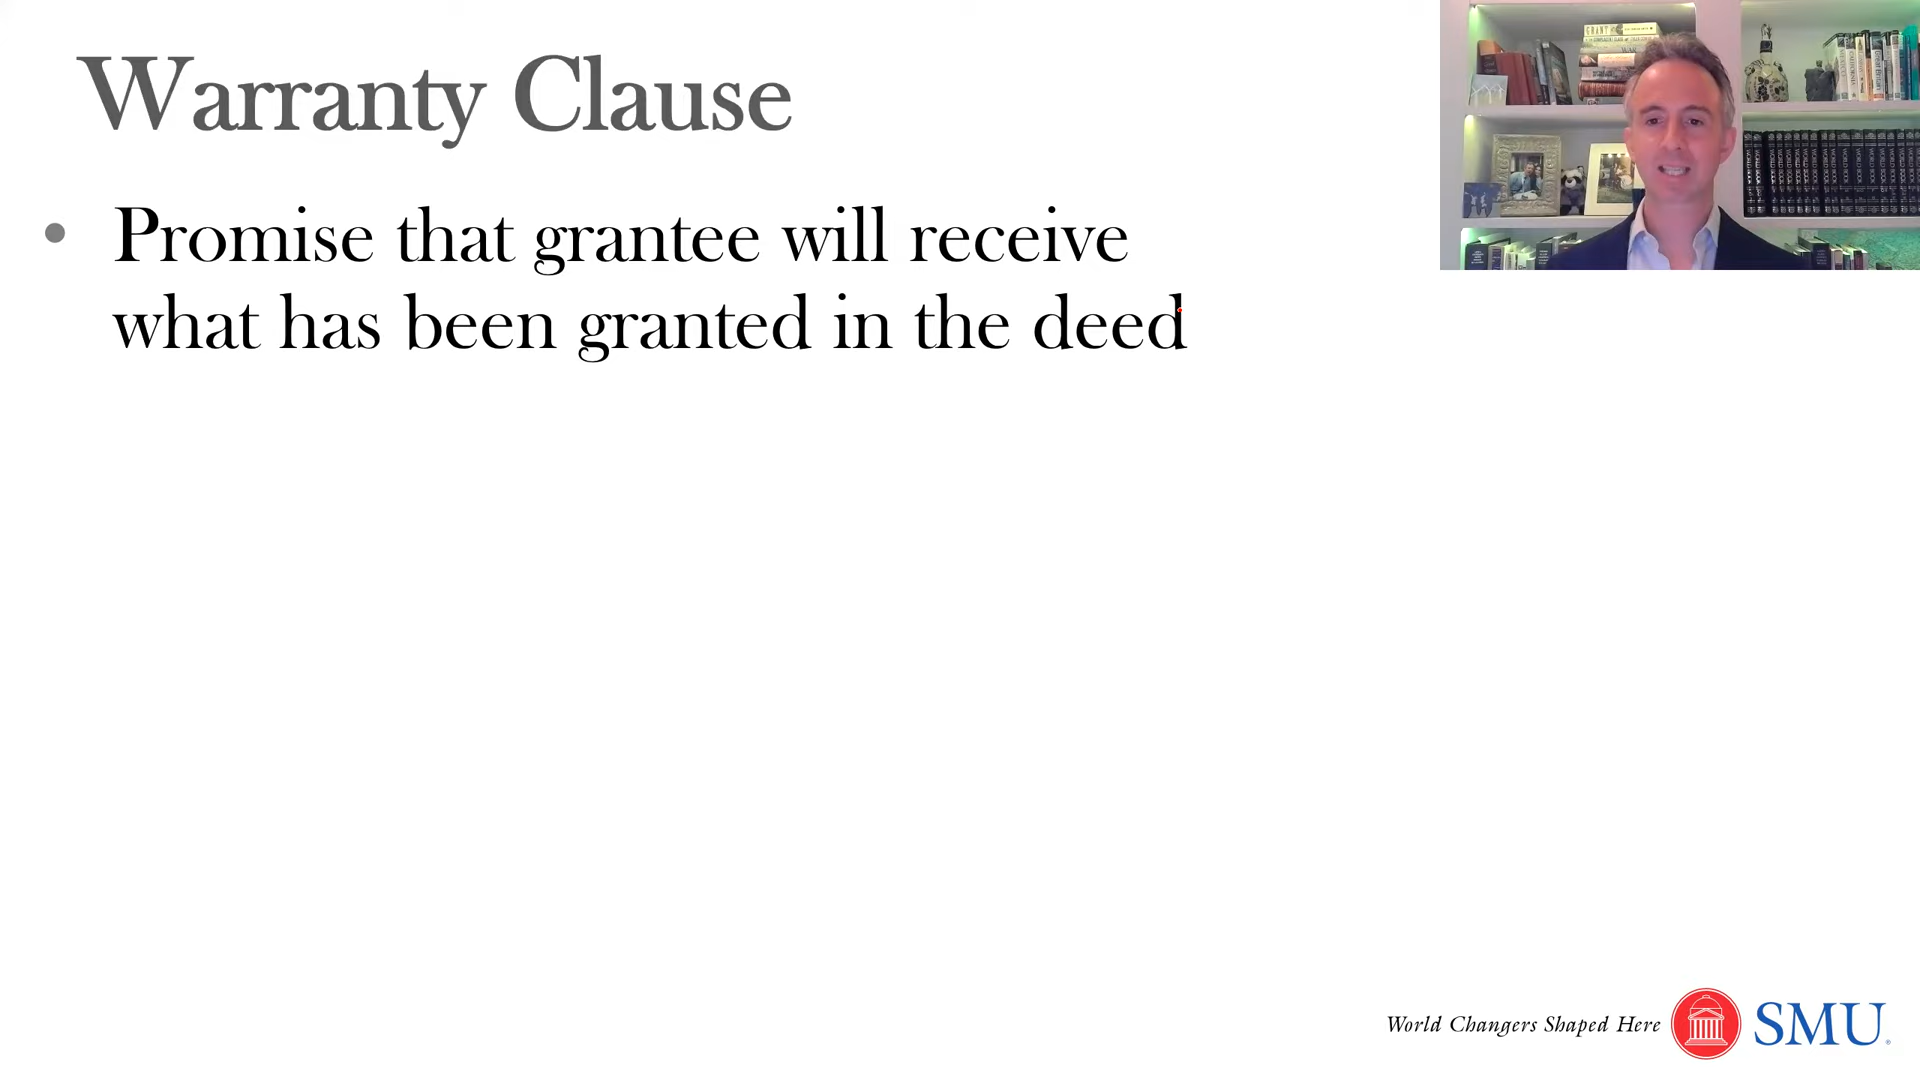 Warranty Clause
• Promise that grantee will receive
what has been granted in the deed
GRANT
World Changers Shaped Here
SMU